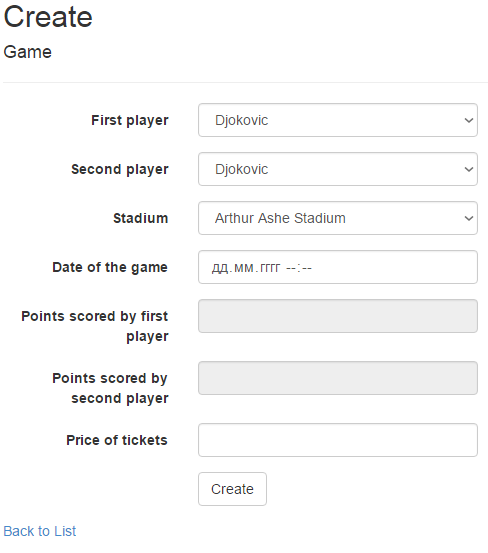 Create
Game
First player
Djokovic
Second player
Djokovic
Stadium
Arthur Ashe Stadium
Date of the game
дд.мм.гггг --:--
Points scored by first
player
Points scored by
second player
Price of tickets
Create
Back to List